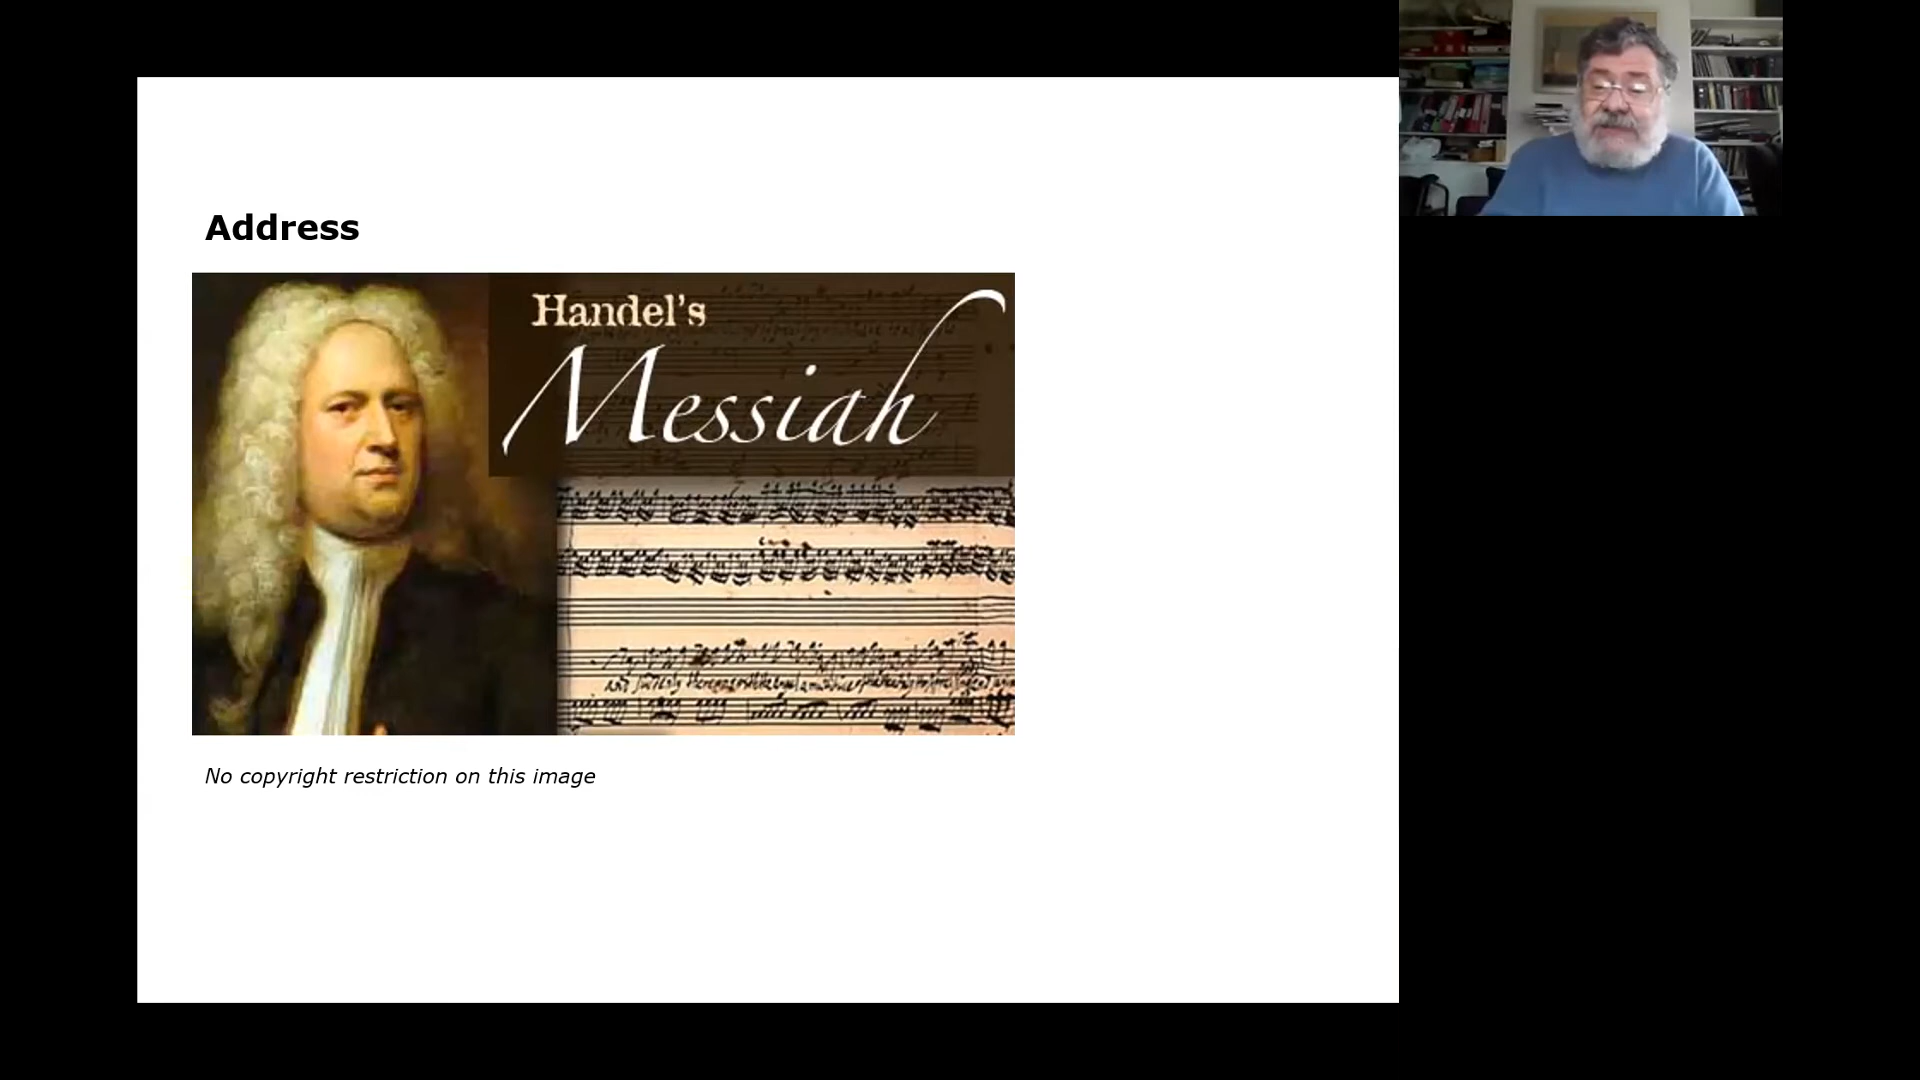 Address
Handel's
Messiah
No copyright restriction on this image